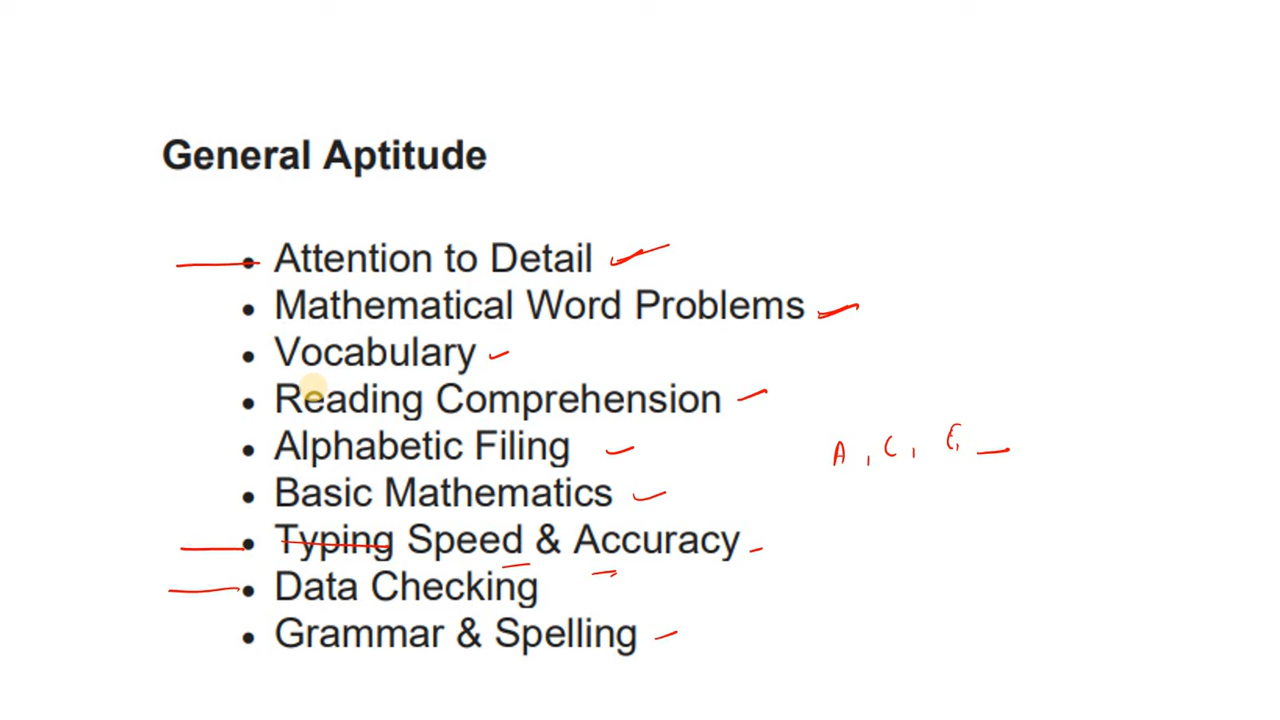 General Aptitude
• Attention to Detail
• Mathematical Word Problems
• Vocabulary
• Reading Comprehension
• Alphabetic Filing
A, C, E, _
• Basic Mathematics
• Typing Speed & Accuracy
• Data Checking
• Grammar & Spelling